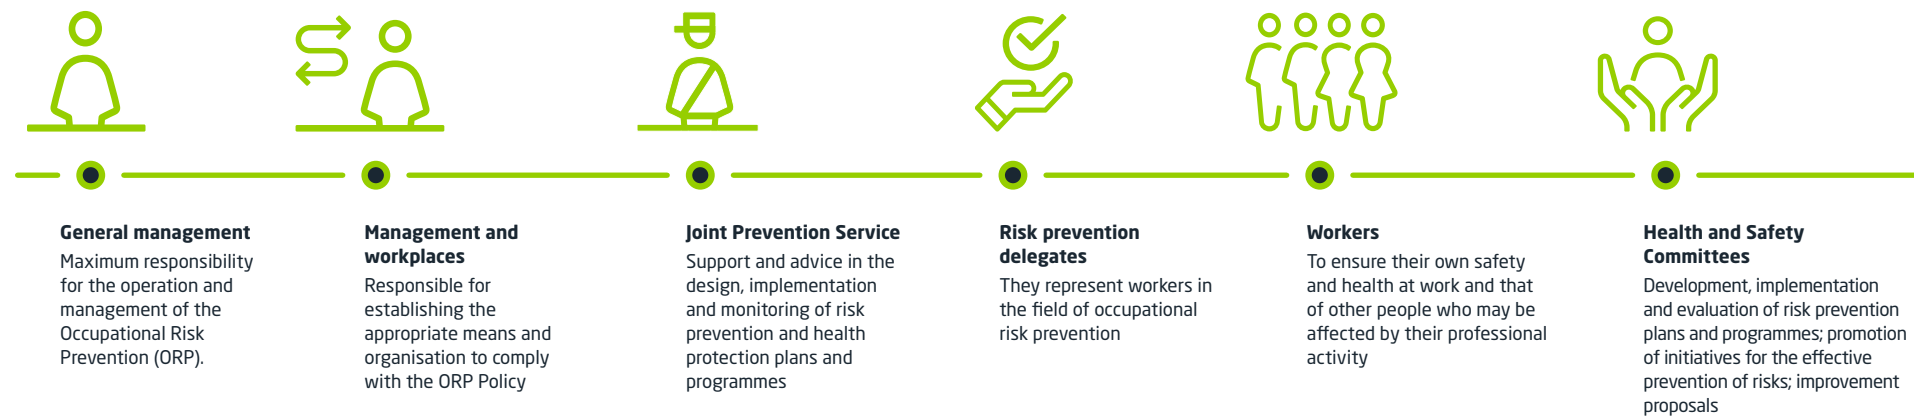 General management
Maximum responsibility
for the operation and
management of the
Occupational Risk
Prevention (ORP).
Management and
workplaces
Responsible for
establishing the
appropriate means and
organisation to comply
with the ORP Policy
Joint Prevention Service
Support and advice in the
design, implementation
and monitoring of risk
prevention and health
protection plans and
programmes
Risk prevention
delegates
They represent workers in
the field of occupational
risk prevention
Workers
To ensure their own safety
and health at work and that
of other people who may be
affected by their professional
activity
Health and Safety
Committees
Development, implementation
and evaluation of risk prevention
plans and programmes; promotion
of initiatives for the effective
prevention of risks; improvement
proposals